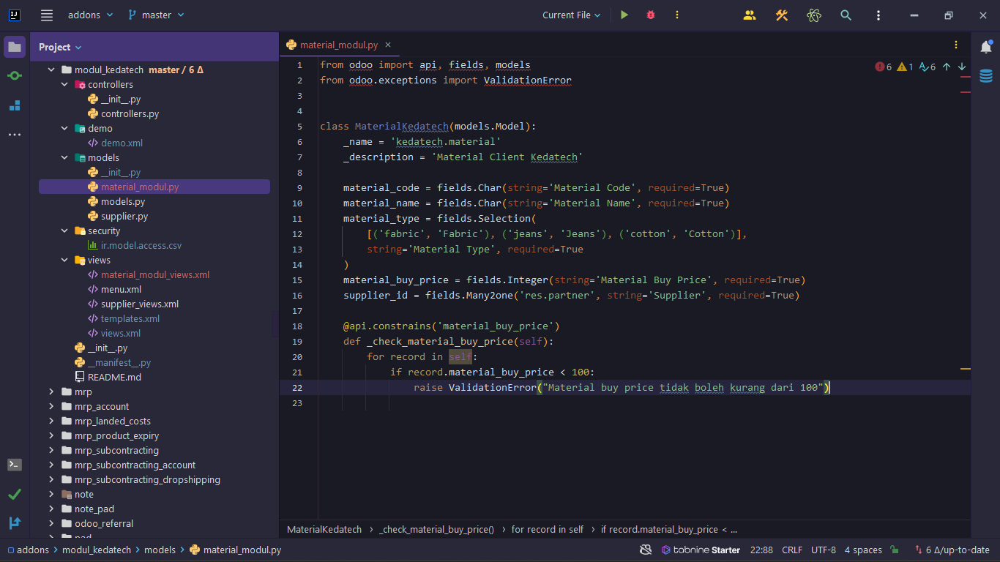 addons
master
Current File
Project
modul_kedatech master / 6 Δ
controllers
__init__.py
controllers.py
demo
demo.xml
models
__init__.py
material_modul.py
models.py
supplier.py
security
ir.model.access.csv
views
material_modul_views.xml
menu.xml
supplier_views.xml
templates.xml
views.xml
__init__.py
__manifest__.py
README.md
mrp
mrp_account
mrp_landed_costs
mrp_product_expiry
mrp_subcontracting
mrp_subcontracting_account
mrp_subcontracting_dropshipping
note
note_pad
odoo_referral
pad
material_modul.py
6 1 6
1 from odoo import api, fields, models
2 from odoo.exceptions import ValidationError
3
4
5 class MaterialKedatech(models.Model):
6 _name = 'kedatech.material'
7 _description = 'Material Client Kedatech'
8
9 material_code = fields.Char(string='Material Code', required=True)
10 material_name = fields.Char(string='Material Name', required=True)
11 material_type = fields.Selection(
12 [('fabric', 'Fabric'), ('jeans', 'Jeans'), ('cotton', 'Cotton')],
13 string='Material Type', required=True
14 )
15 material_buy_price = fields.Integer(string='Material Buy Price', required=True)
16 supplier_id = fields.Many2one('res.partner', string='Supplier', required=True)
17
18 @api.constrains('material_buy_price')
19 def _check_material_buy_price(self):
20 for record in self:
21 if record.material_buy_price < 100:
22 raise ValidationError("Material buy price tidak boleh kurang dari 100")
23
MaterialKedatech › _check_material_buy_price() › for record in self › if record.material_buy_price < ...
addons › modul_kedatech › models › material_modul.py
tabnine Starter 22:88 CRLF UTF-8 4 spaces 6 Δ/up-to-date